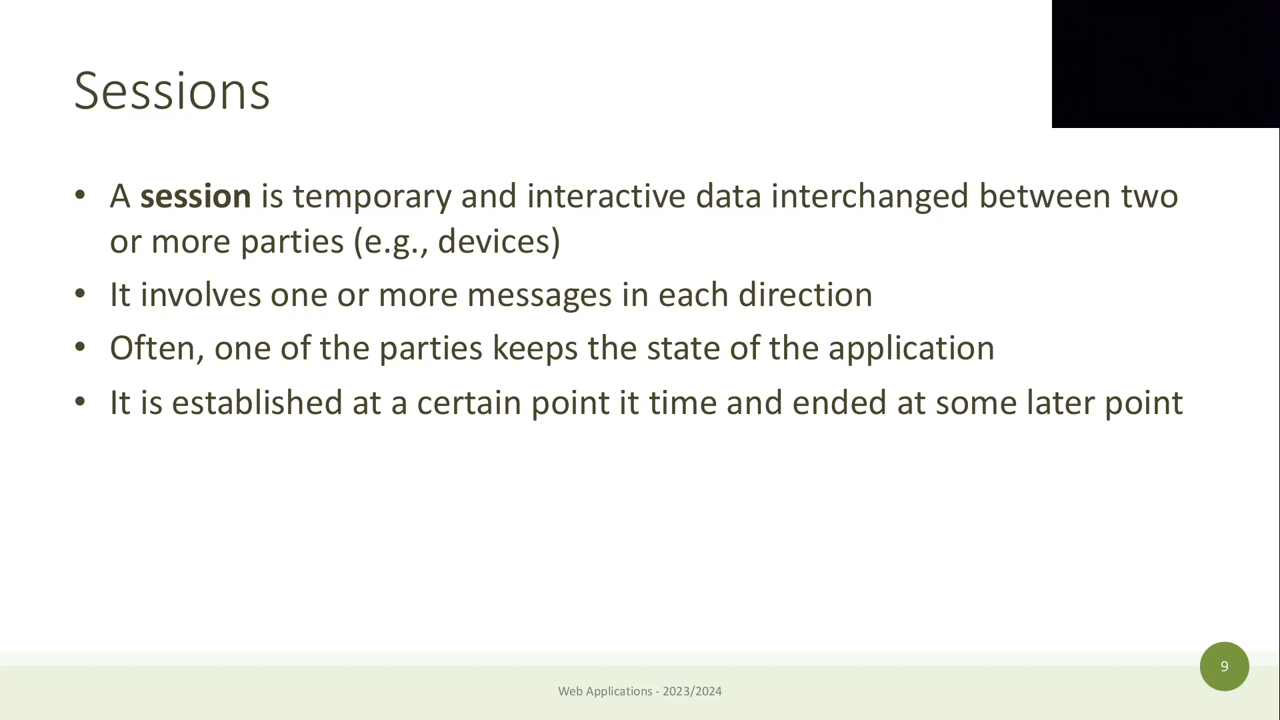 Sessions
• A session is temporary and interactive data interchanged between two
or more parties (e.g., devices)
• It involves one or more messages in each direction
• Often, one of the parties keeps the state of the application
• It is established at a certain point it time and ended at some later point
9
Web Applications - 2023/2024